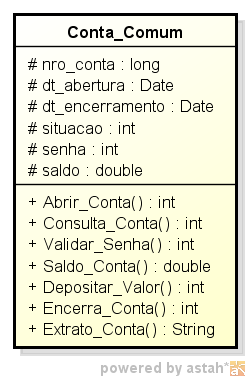 Conta_Comum
# nro_conta : long
# dt_abertura : Date
# dt_encerramento : Date
# situacao : int
# senha : int
# saldo : double
+ Abrir_Conta() : int
+ Consulta_Conta() : int
+ Validar_Senha() : int
+ Saldo_Conta() : double
+ Depositar_Valor() : int
+ Encerra_Conta() : int
+ Extrato_Conta() : String
powered by astah*